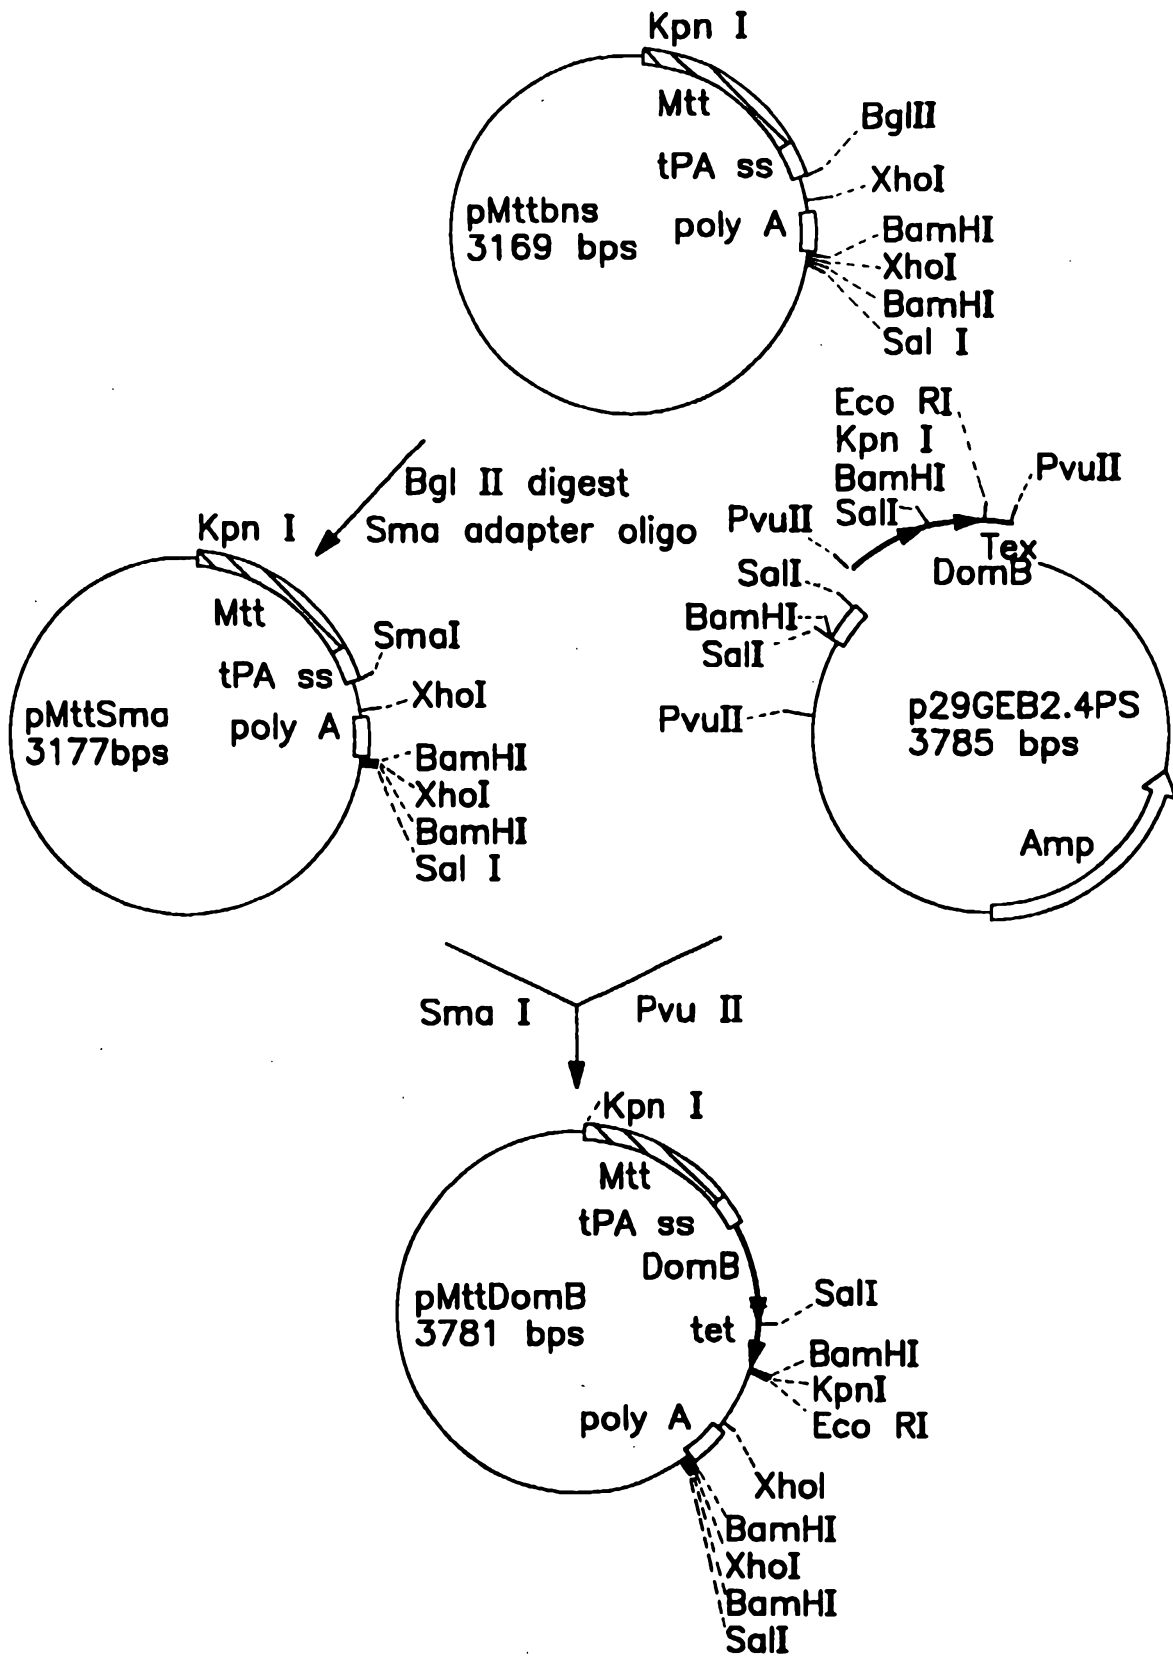 Kpn I
Mtt
BglII
tPA ss
XhoI
pMttbns
3169 bps
poly A
BamHI
XhoI
BamHI
Sal I
Eco RI
Kpn I
BamHI
SalI
PvuII
PvuII
Tex
DomB
SalI
BamHI
SalI
PvuII
p29GEB2.4PS
3785 bps
Amp
Bgl II digest
Sma adapter oligo
Kpn I
Mtt
SmaI
tPA ss
XhoI
pMttSma
3177bps
poly A
BamHI
XhoI
BamHI
Sal I
Sma I
Pvu II
Kpn I
Mtt
tPA ss
DomB
pMttDomB
3781 bps
SalI
tet
BamHI
KpnI
Eco RI
poly A
XhoI
BamHI
XhoI
BamHI
SalI